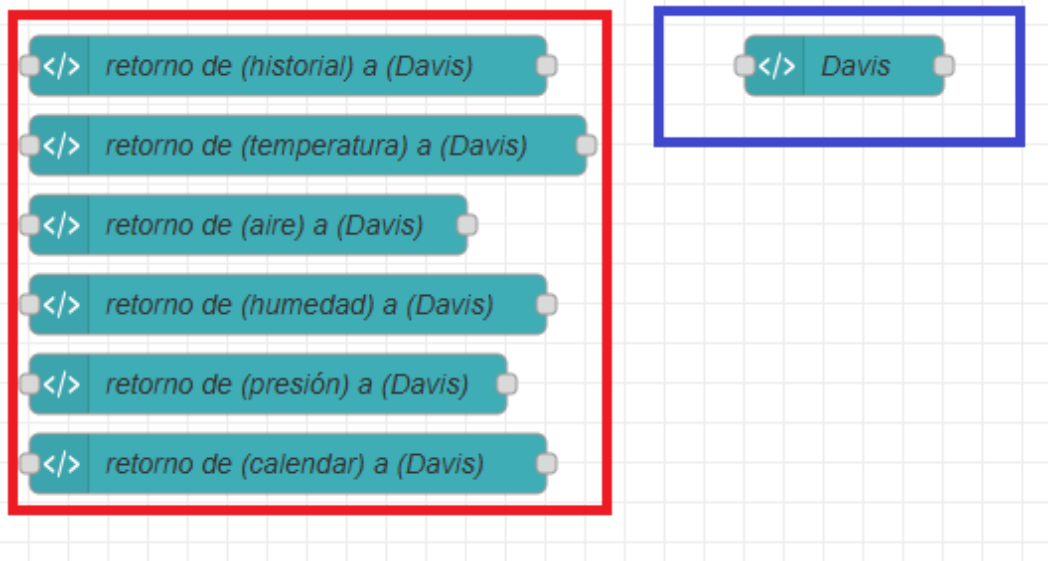 </> retorno de (historial) a (Davis)
</> Davis
</> retorno de (temperatura) a (Davis)
</> retorno de (aire) a (Davis)
</> retorno de (humedad) a (Davis)
</> retorno de (presión) a (Davis)
</> retorno de (calendar) a (Davis)